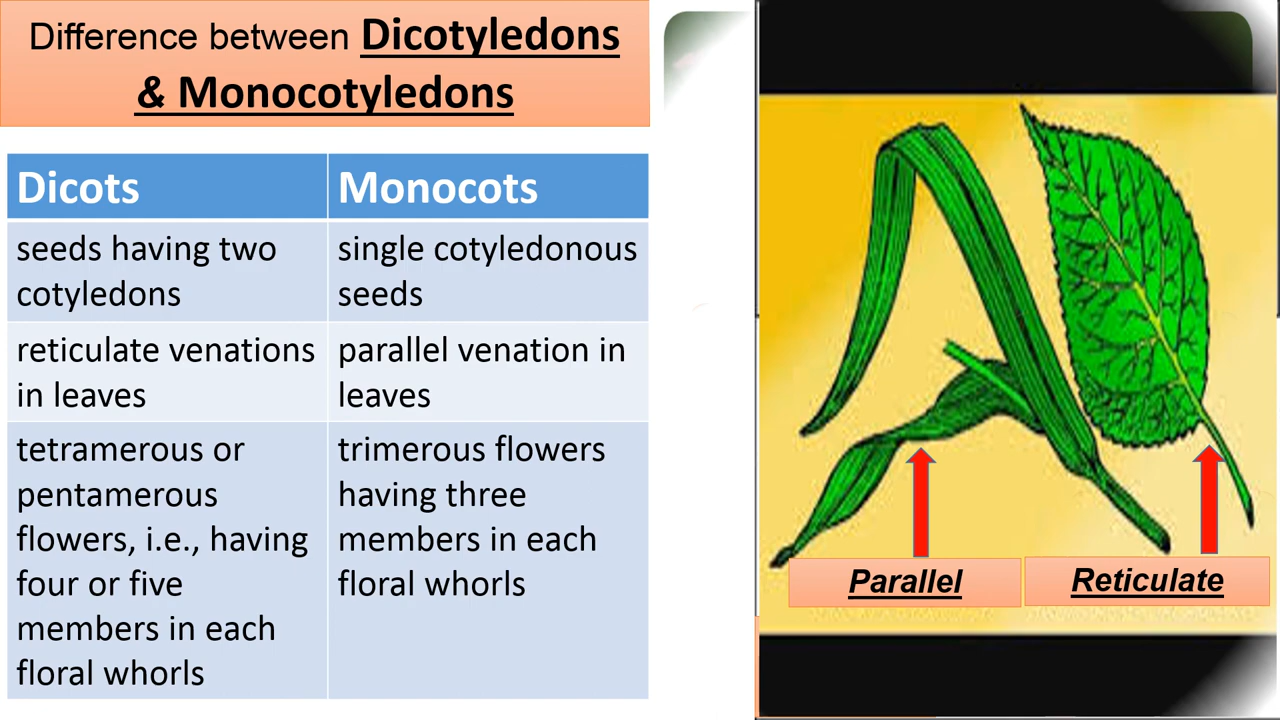 Difference between Dicotyledons
& Monocotyledons
Dicots
Monocots
seeds having two
cotyledons
single cotyledonous
seeds
reticulate venations
in leaves
parallel venation in
leaves
tetramerous or
pentamerous
flowers, i.e., having
four or five
members in each
floral whorls
trimerous flowers
having three
members in each
floral whorls
Parallel
Reticulate